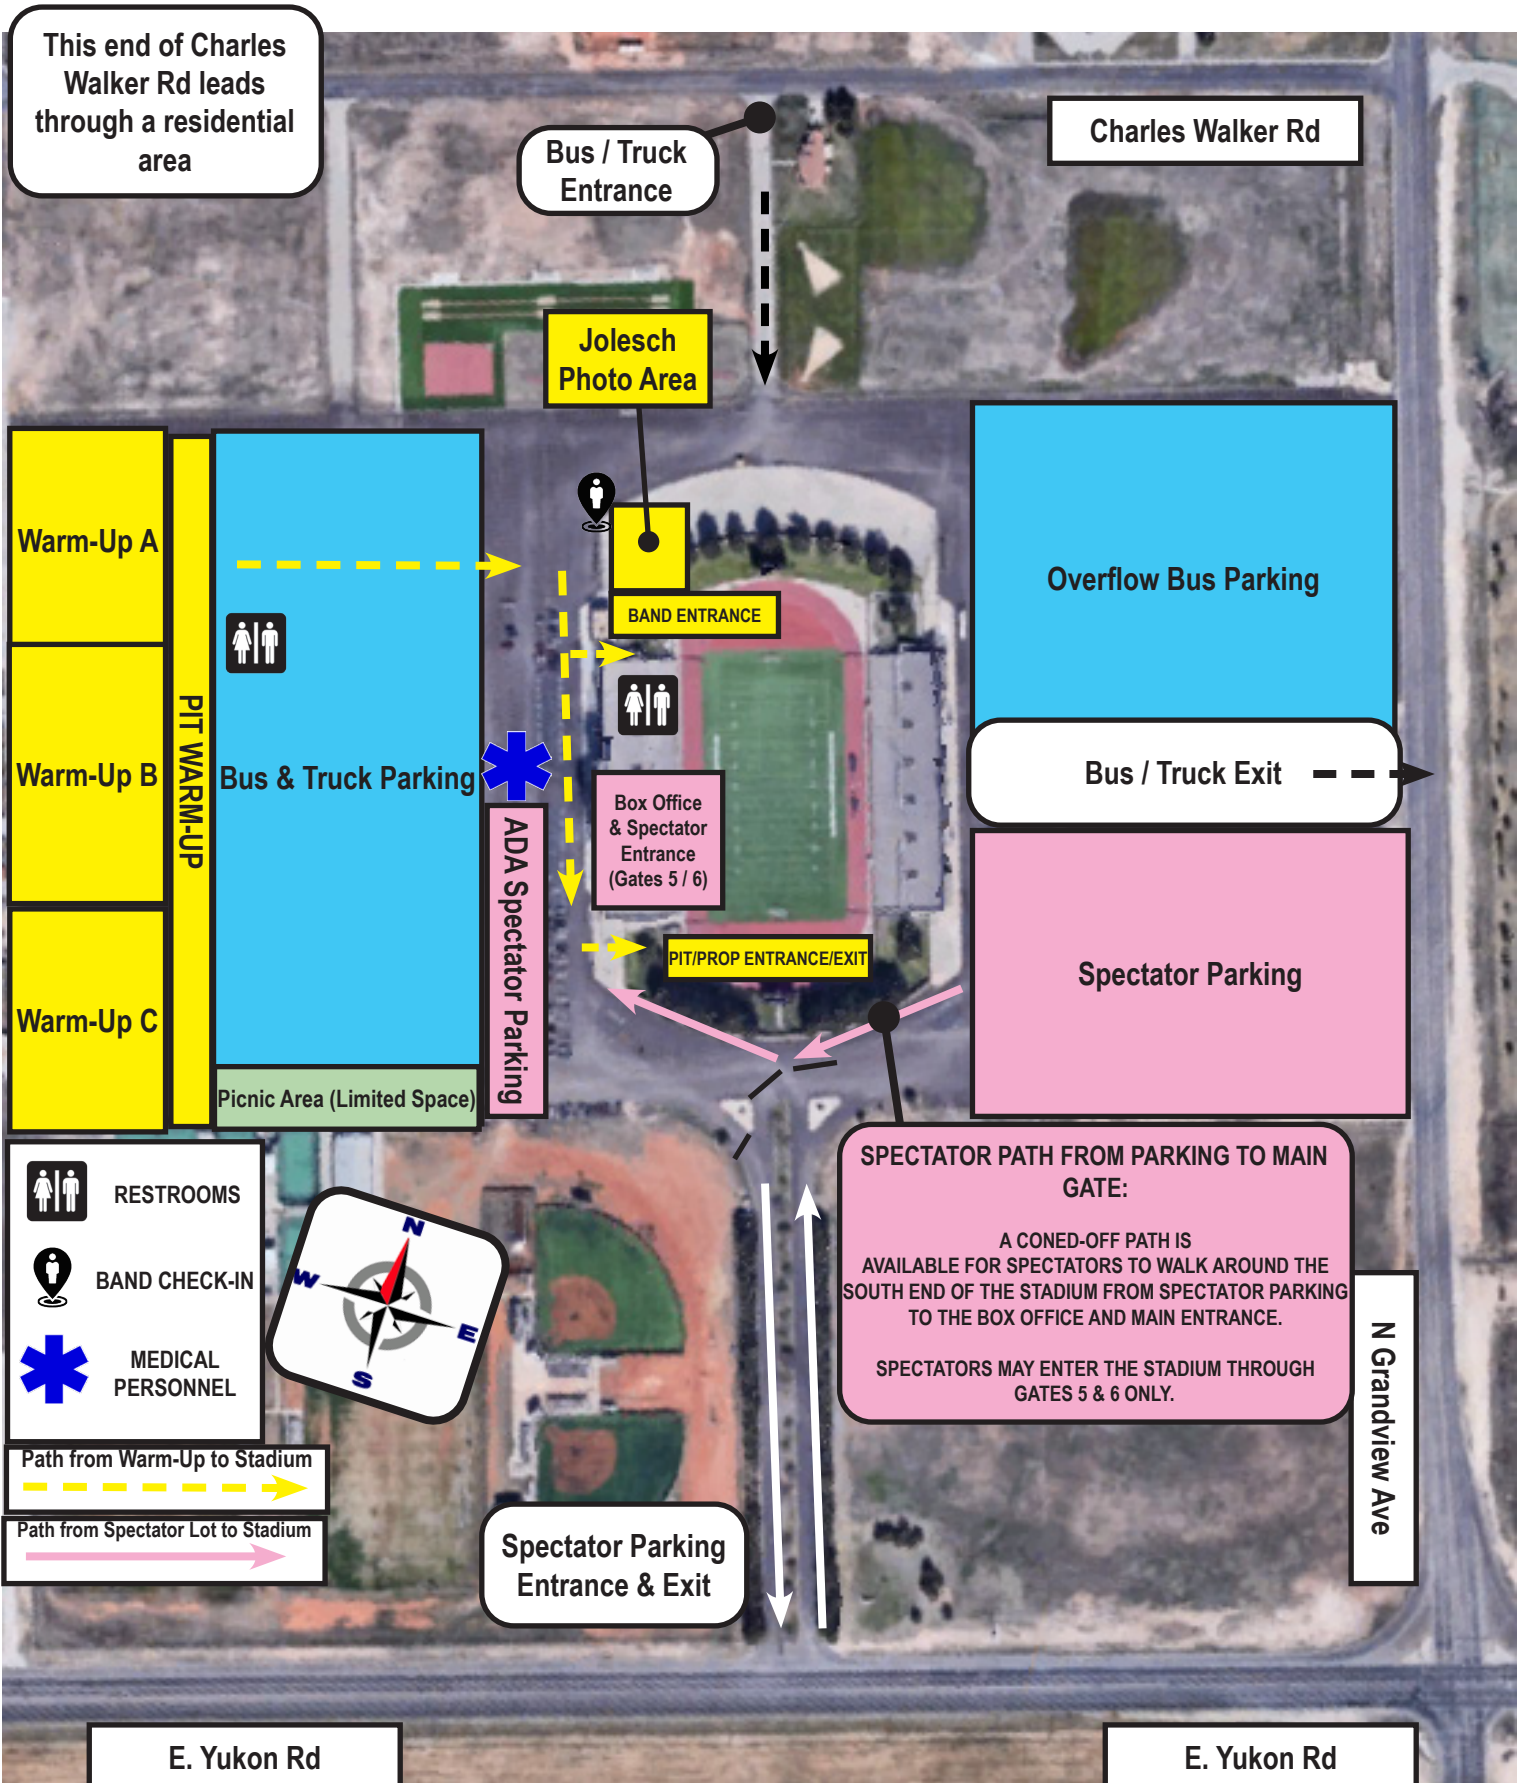 This end of Charles
Walker Rd leads
through a residential
area
Bus / Truck
Entrance
Charles Walker Rd
Jolesch
Photo Area
Warm-Up A
Warm-Up B
Warm-Up C
PIT WARM-UP
Bus & Truck Parking
BAND ENTRANCE
Overflow Bus Parking
Bus / Truck Exit
Box Office
& Spectator
Entrance
(Gates 5 / 6)
ADA Spectator Parking
PIT/PROP ENTRANCE/EXIT
Spectator Parking
Picnic Area (Limited Space)
RESTROOMS
BAND CHECK-IN
MEDICAL
PERSONNEL
N
W
E
S
SPECTATOR PATH FROM PARKING TO MAIN
GATE:
A CONED-OFF PATH IS
AVAILABLE FOR SPECTATORS TO WALK AROUND THE
SOUTH END OF THE STADIUM FROM SPECTATOR PARKING
TO THE BOX OFFICE AND MAIN ENTRANCE.
SPECTATORS MAY ENTER THE STADIUM THROUGH
GATES 5 & 6 ONLY.
N Grandview Ave
Path from Warm-Up to Stadium
Path from Spectator Lot to Stadium
Spectator Parking
Entrance & Exit
E. Yukon Rd
E. Yukon Rd